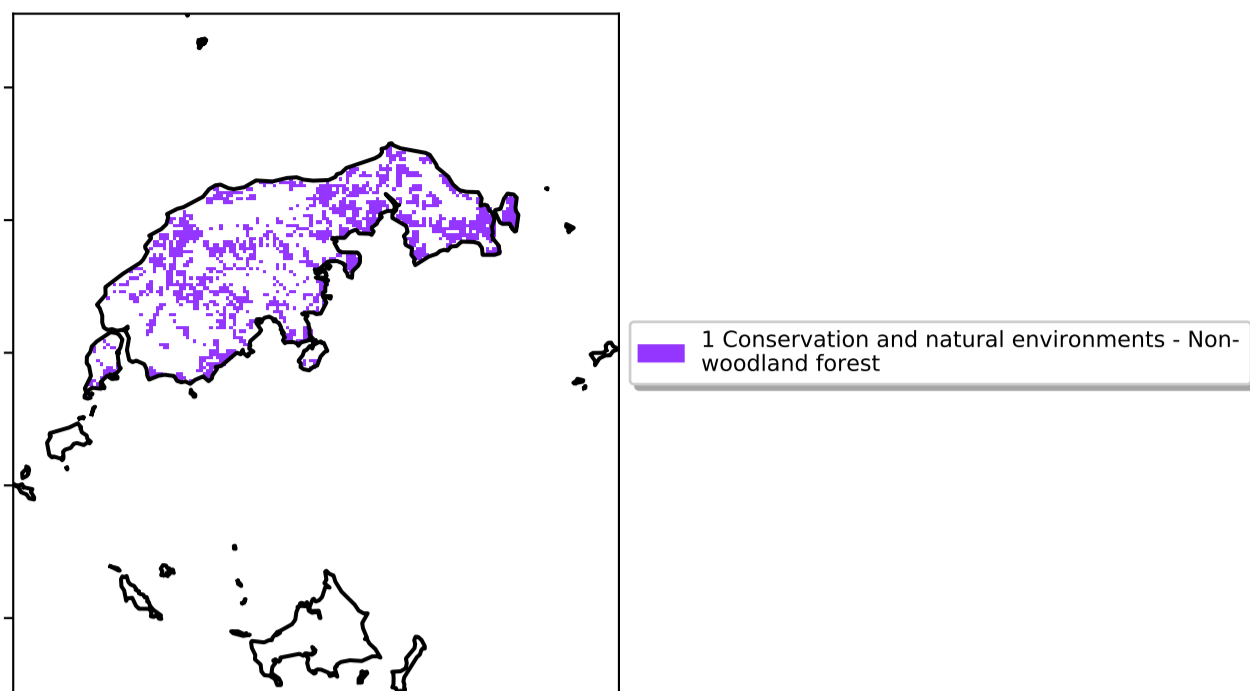 1 Conservation and natural environments - Non-
woodland forest